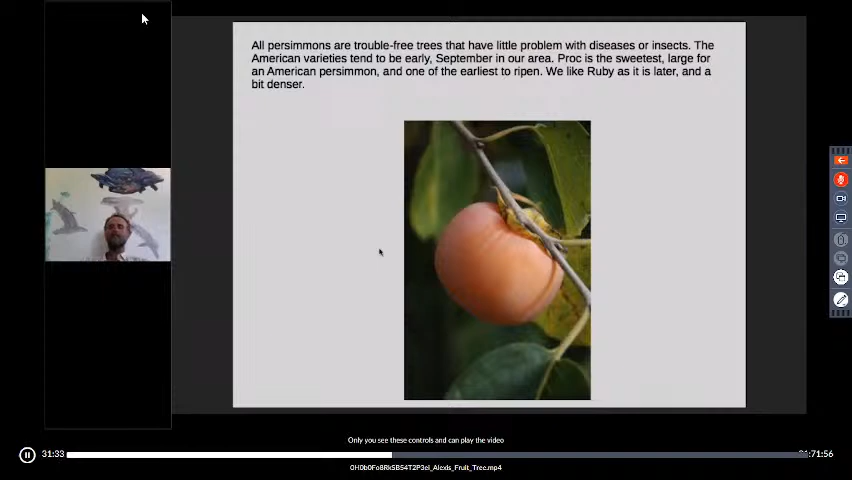 All persimmons are trouble-free trees that have little problem with diseases or insects. The
American varieties tend to be early, September in our area. Proc is the sweetest, large for
an American persimmon, and one of the earliest to ripen. We like Ruby as it is later, and a
bit denser.
Only you see these controls and can play the video
31:33